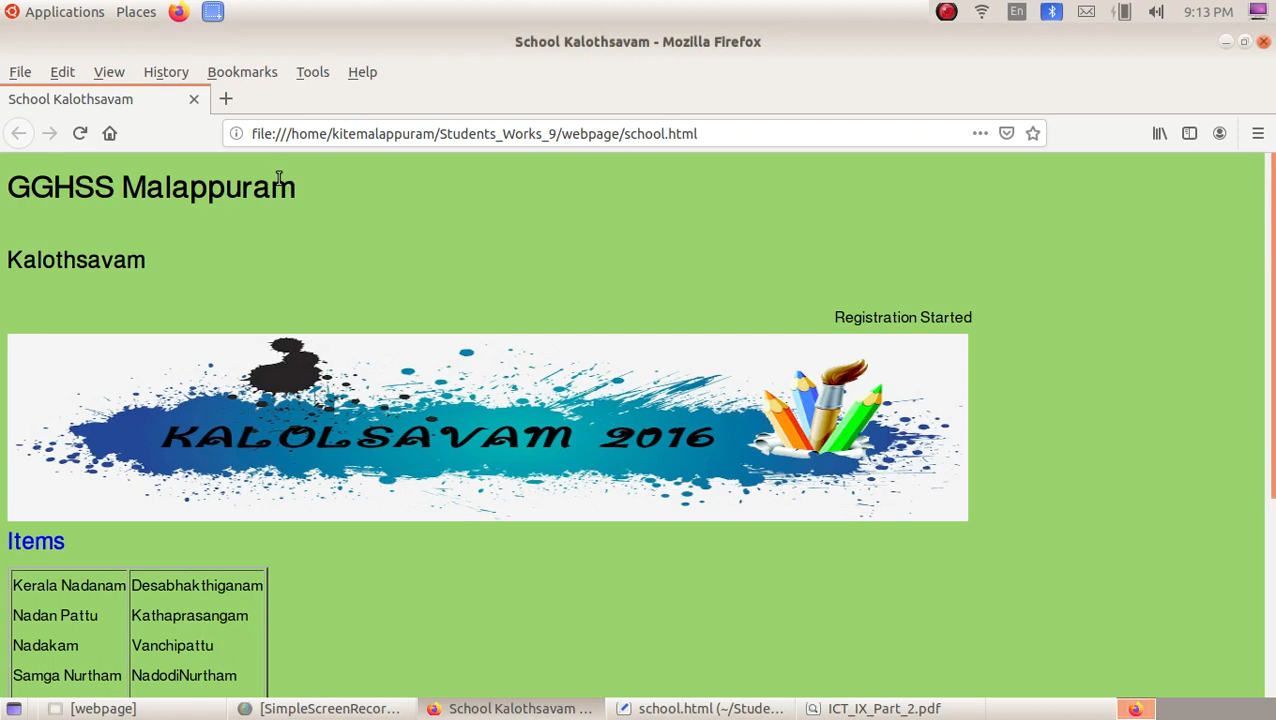 Applications Places En 9:13 PM
School Kalothsavam - Mozilla Firefox
File Edit View History Bookmarks Tools Help
School Kalothsavam
file:///home/kitemalappuram/Students_Works_9/webpage/school.html
GGHSS Malappuram
Kalothsavam
Registration Started
KALOLSAVAM 2016
Items
Kerala Nadanam Desabhakthiganam
Nadan Pattu Kathaprasangam
Nadakam Vanchipattu
Samga Nurtham NadodiNurtham
[webpage] [SimpleScreenRecor... School Kalothsavam ... school.html (~/Stude... ICT_IX_Part_2.pdf